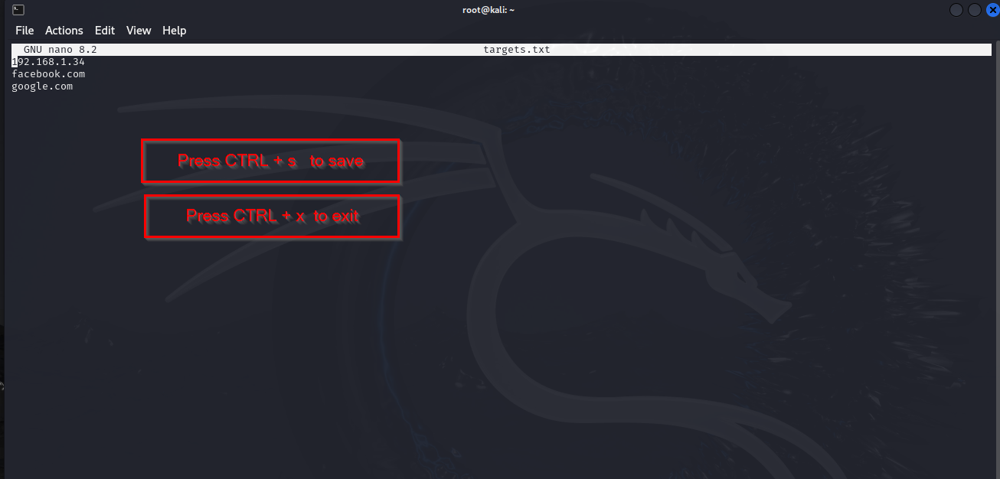 root@kali: ~
File Actions Edit View Help
GNU nano 8.2 targets.txt
192.168.1.34
facebook.com
google.com
Press CTRL + s to save
Press CTRL + x to exit